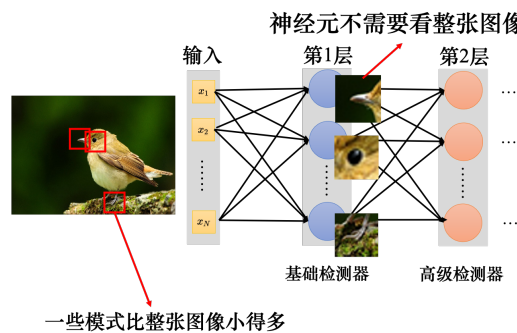 神经元不需要看整张图像
输入
第1层
第2层
x₁
x₂
......
x_N
......
......
...
...
...
基础检测器
高级检测器
一些模式比整张图像小得多